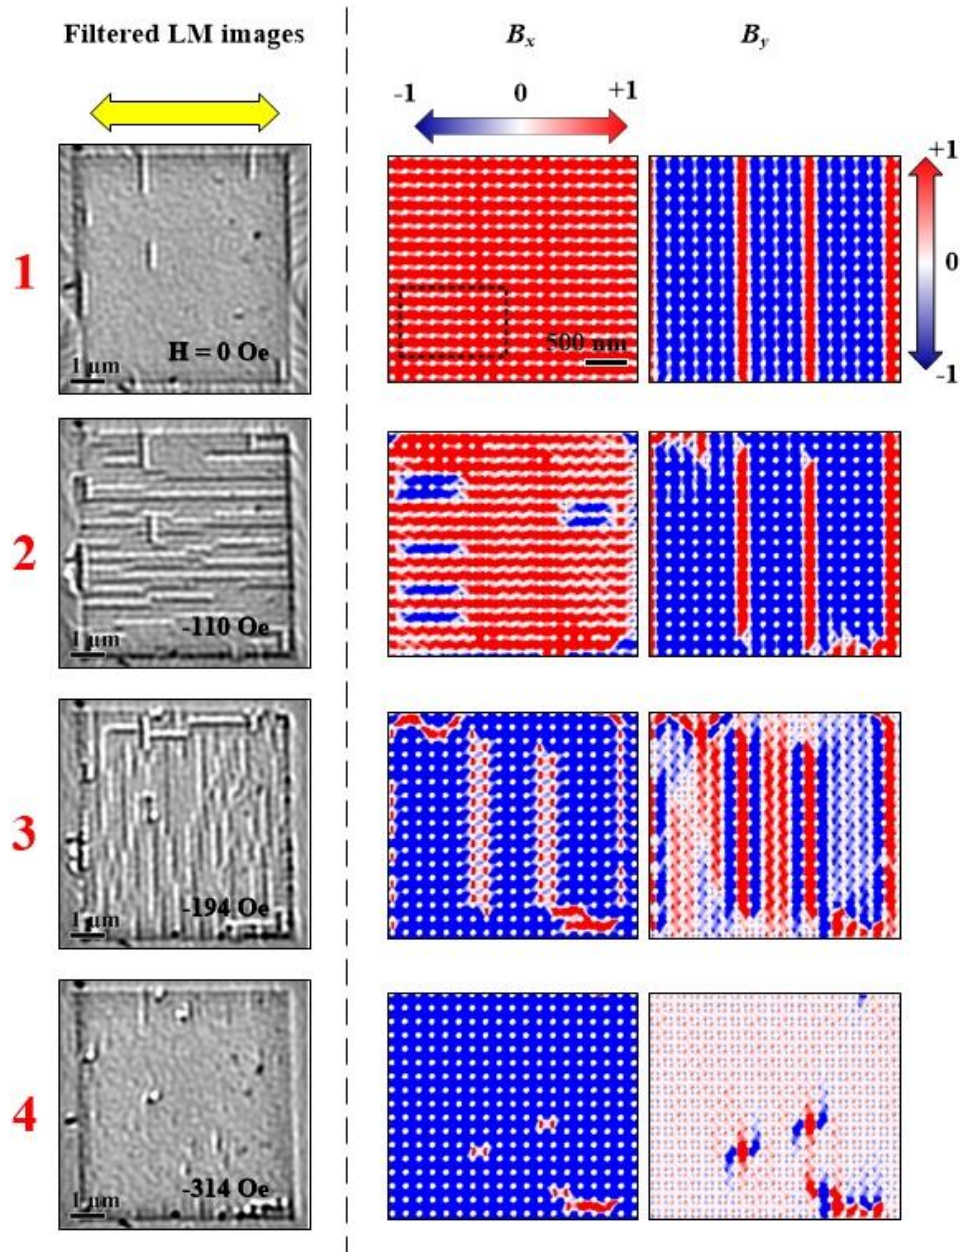 Filtered LM images
Bx
By
-1 0 +1
+1
0
-1
1
H = 0 Oe
1 µm
500 nm
2
-110 Oe
1 µm
3
-194 Oe
1 µm
4
-314 Oe
1 µm